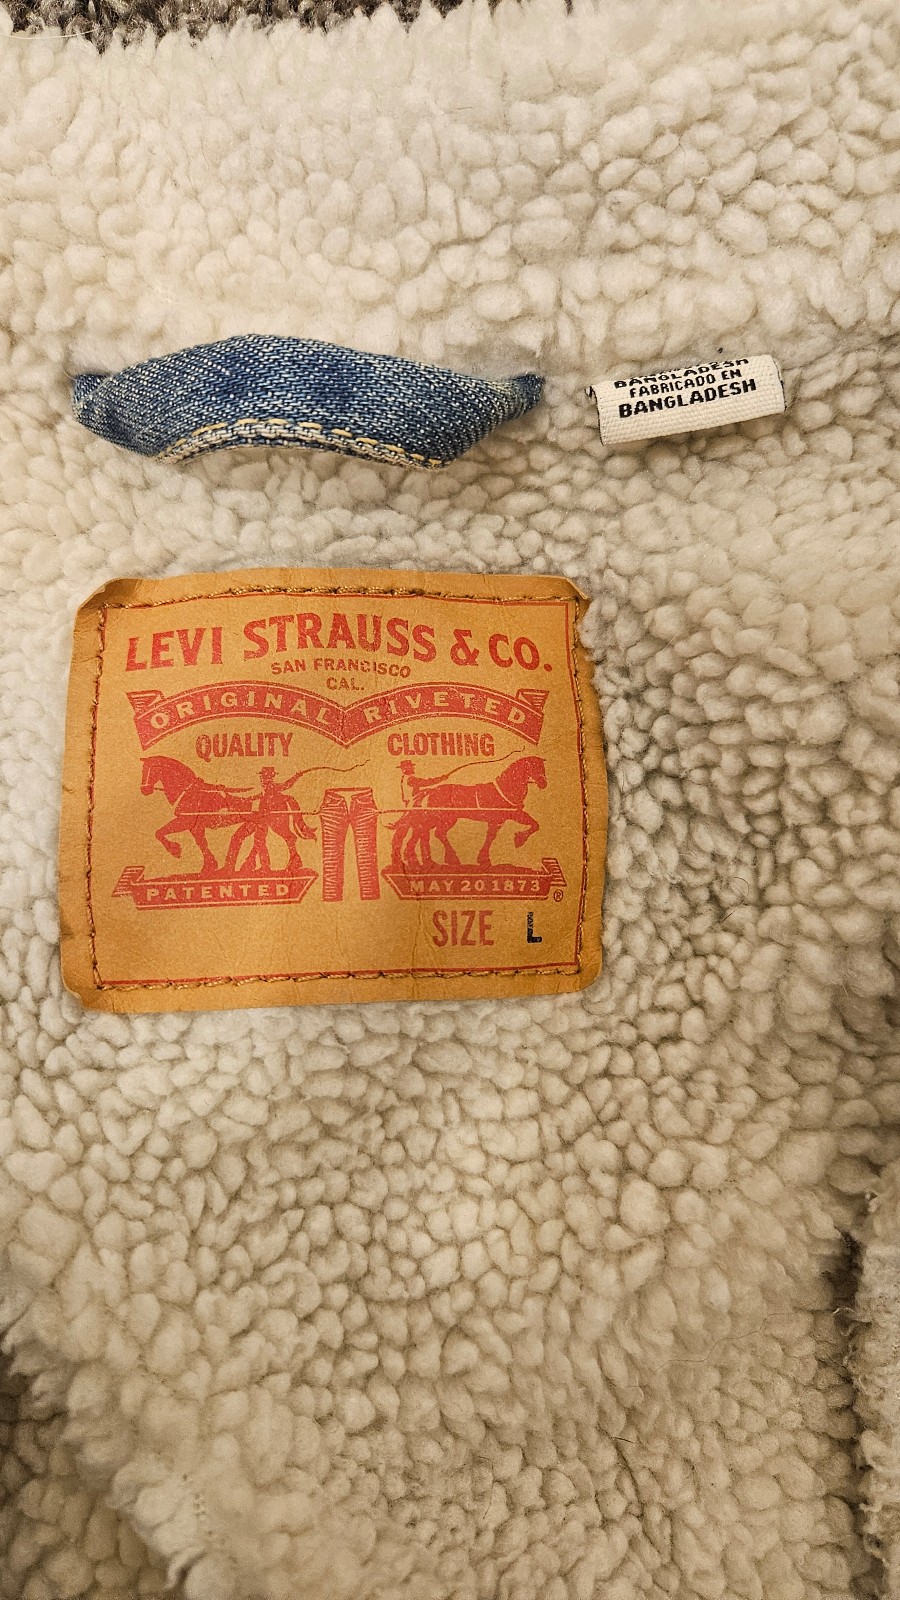 BANGLADESH
FABRICADO EN
BANGLADESH
LEVI STRAUSS & CO.
SAN FRANCISCO
CAL.
ORIGINAL RIVETED
QUALITY CLOTHING
PATENTED MAY 20 1873 ®
SIZE L